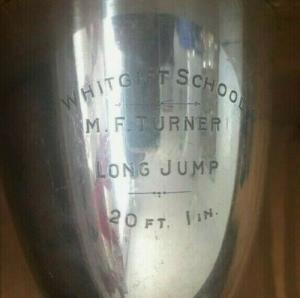 WHITGIFT SCHOOL
M.F. TURNER
LONG JUMP
20 FT. 1 IN.